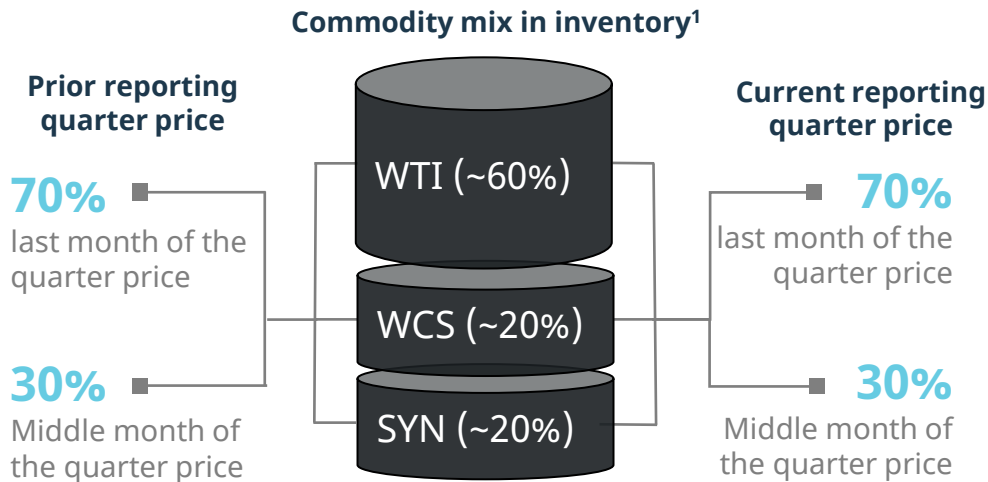 Commodity mix in inventory¹
Prior reporting
quarter price
70%
last month of the
quarter price
30%
Middle month of
the quarter price
WTI (~60%)
WCS (~20%)
SYN (~20%)
Current reporting
quarter price
70%
last month of the
quarter price
30%
Middle month of
the quarter price